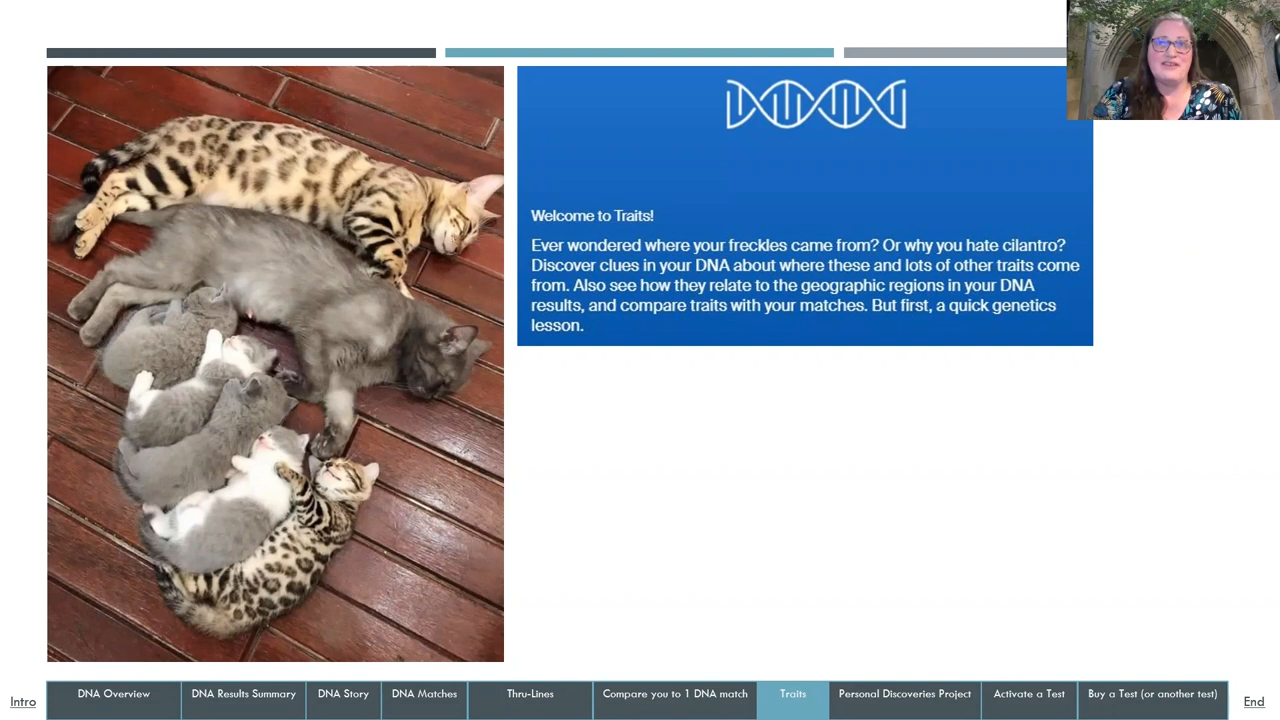 Welcome to Traits!
Ever wondered where your freckles came from? Or why you hate cilantro?
Discover clues in your DNA about where these and lots of other traits come
from. Also see how they relate to the geographic regions in your DNA
results, and compare traits with your matches. But first, a quick genetics
lesson.
Intro
DNA Overview
DNA Results Summary
DNA Story
DNA Matches
Thru-Lines
Compare you to 1 DNA match
Traits
Personal Discoveries Project
Activate a Test
Buy a Test (or another test)
End